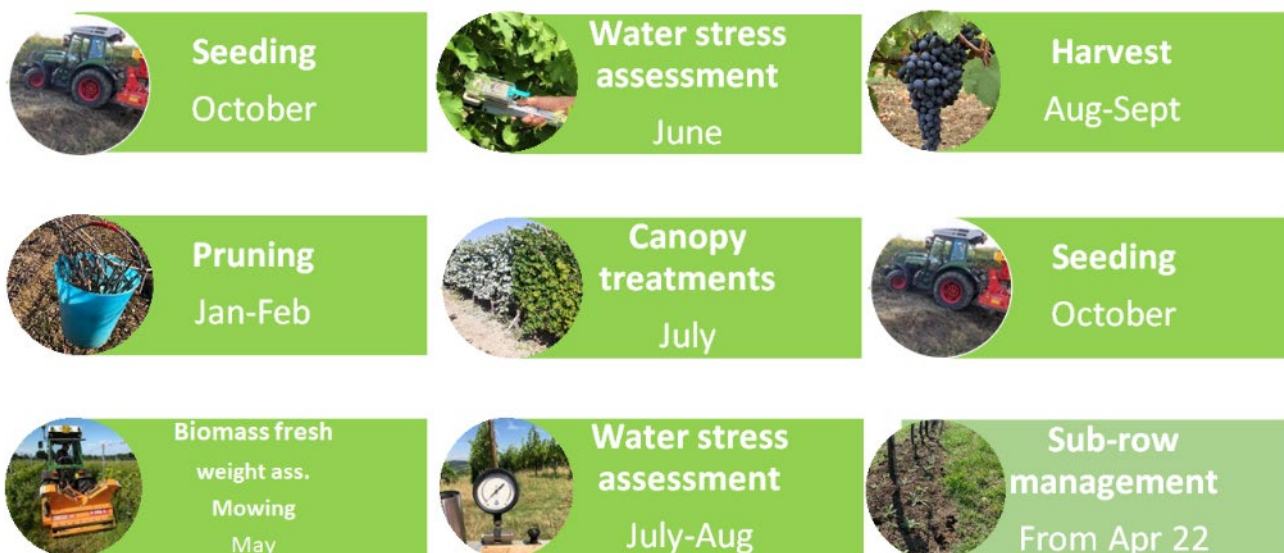 Seeding
October
Pruning
Jan-Feb
Biomass fresh
weight ass.
Mowing
May
Water stress
assessment
June
Canopy
treatments
July
Water stress
assessment
July-Aug
Harvest
Aug-Sept
Seeding
October
Sub-row
management
From Apr 22